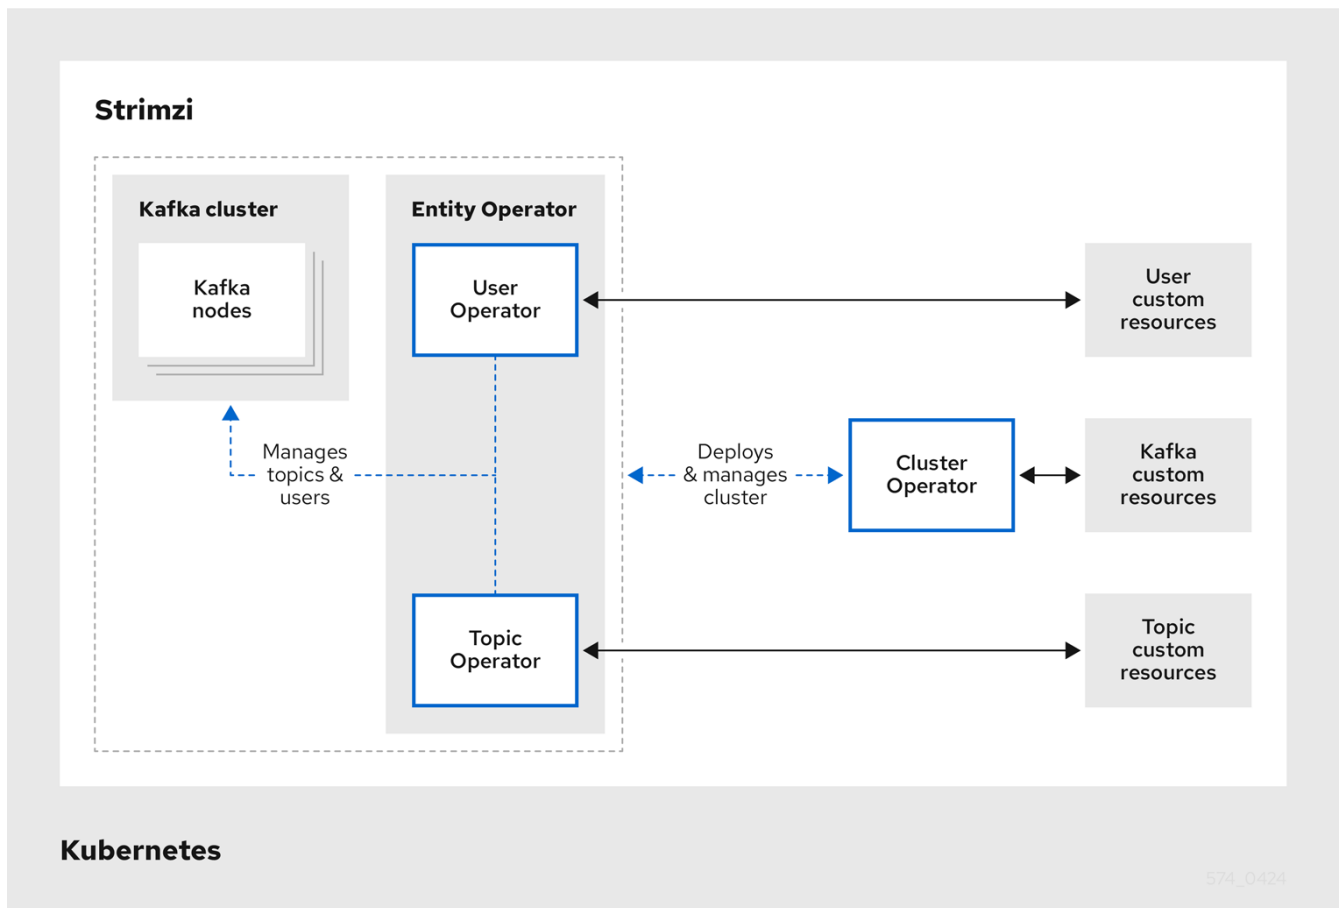 Strimzi
Kafka cluster
Entity Operator
Kafka
nodes
User
Operator
User
custom
resources
Manages
topics &
users
Deploys
& manages
cluster
Cluster
Operator
Kafka
custom
resources
Topic
Operator
Topic
custom
resources
Kubernetes
574_0424